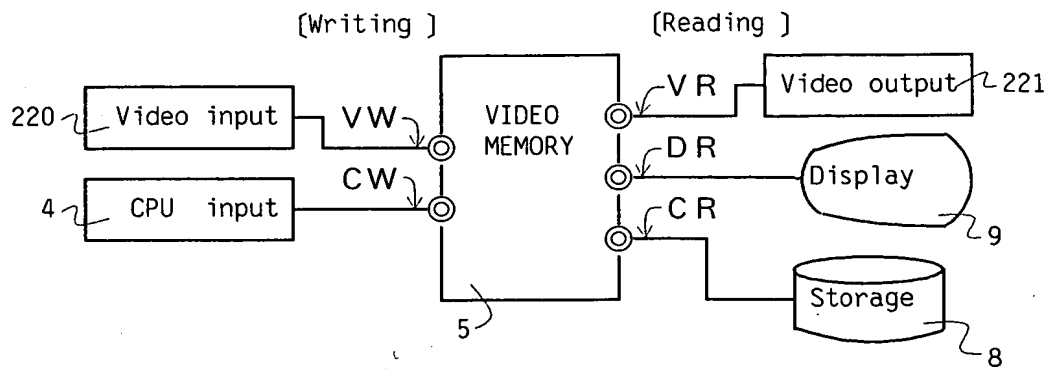 [Writing ]
[Reading ]
220
Video input
VW
VIDEO
MEMORY
VR
Video output
221
4
CPU input
CW
DR
Display
9
CR
Storage
8
5